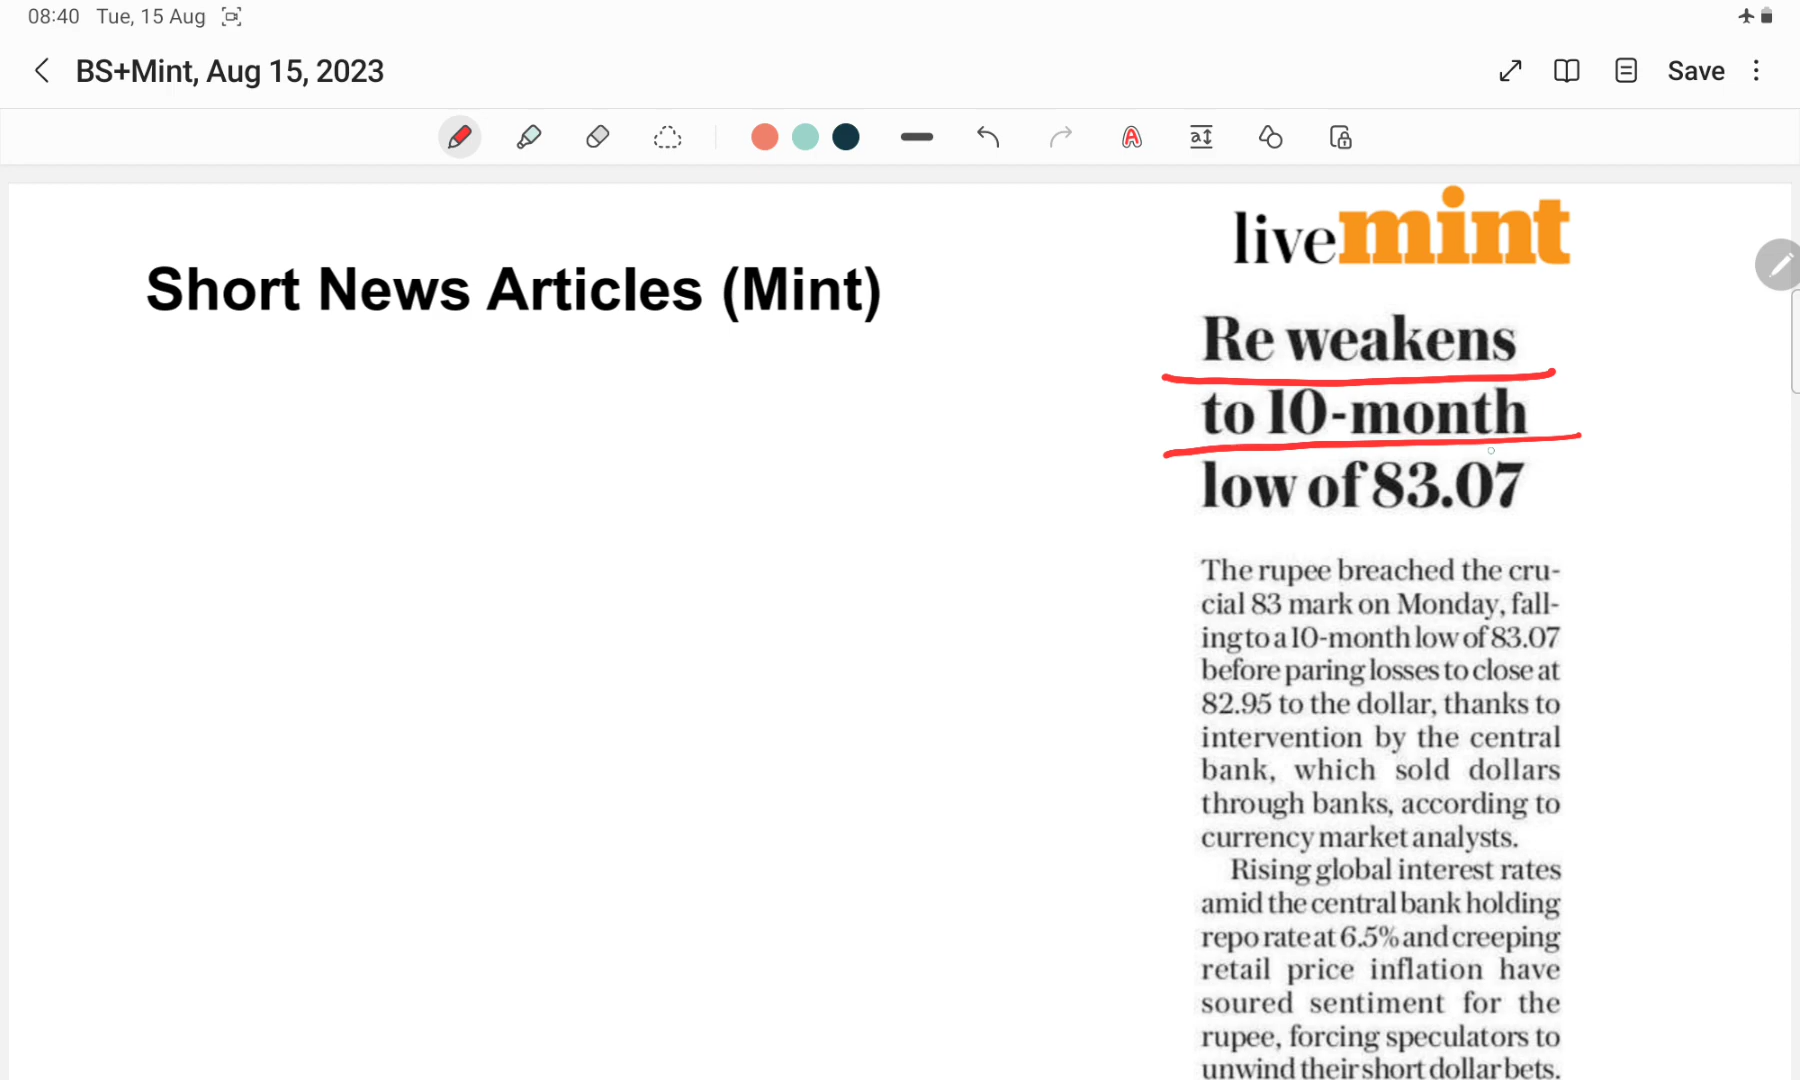 08:40 Tue, 15 Aug
BS+Mint, Aug 15, 2023
Save
Short News Articles (Mint)
livemint
Re weakens
to 10-month
low of 83.07
The rupee breached the cru-
cial 83 mark on Monday, fall-
ing to a 10-month low of 83.07
before paring losses to close at
82.95 to the dollar, thanks to
intervention by the central
bank, which sold dollars
through banks, according to
currency market analysts.
Rising global interest rates
amid the central bank holding
repo rate at 6.5% and creeping
retail price inflation have
soured sentiment for the
rupee, forcing speculators to
unwind their short dollar bets.